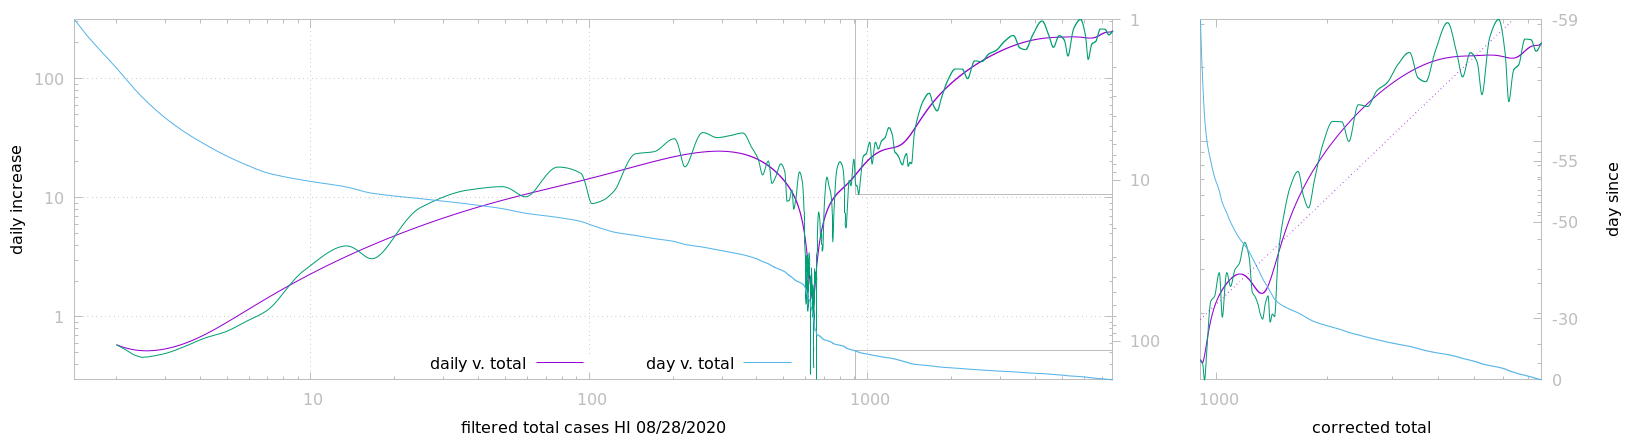 daily increase
100
10
1
1
10
100
daily v. total
day v. total
10
100
1000
filtered total cases HI 08/28/2020
-59
-55
-50
-30
0
day since
1000
corrected total